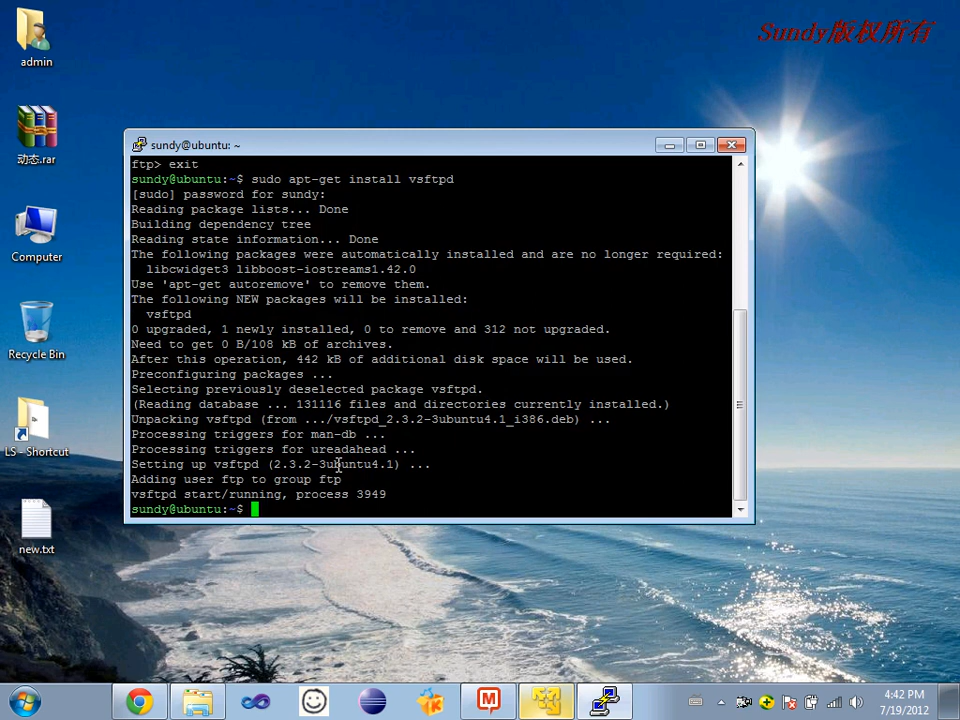 admin
Sundy版权所有
动态.rar
Computer
Recycle Bin
LS - Shortcut
new.txt
sundy@ubuntu: ~
ftp> exit
sundy@ubuntu:~$ sudo apt-get install vsftpd
[sudo] password for sundy:
Reading package lists... Done
Building dependency tree
Reading state information... Done
The following packages were automatically installed and are no longer required:
  libcwidget3 libboost-iostreams1.42.0
Use 'apt-get autoremove' to remove them.
The following NEW packages will be installed:
  vsftpd
0 upgraded, 1 newly installed, 0 to remove and 312 not upgraded.
Need to get 0 B/108 kB of archives.
After this operation, 442 kB of additional disk space will be used.
Preconfiguring packages ...
Selecting previously deselected package vsftpd.
(Reading database ... 131116 files and directories currently installed.)
Unpacking vsftpd (from .../vsftpd_2.3.2-3ubuntu4.1_i386.deb) ...
Processing triggers for man-db ...
Processing triggers for ureadahead ...
Setting up vsftpd (2.3.2-3ubuntu4.1) ...
Adding user ftp to group ftp
vsftpd start/running, process 3949
sundy@ubuntu:~$
4:42 PM
7/19/2012